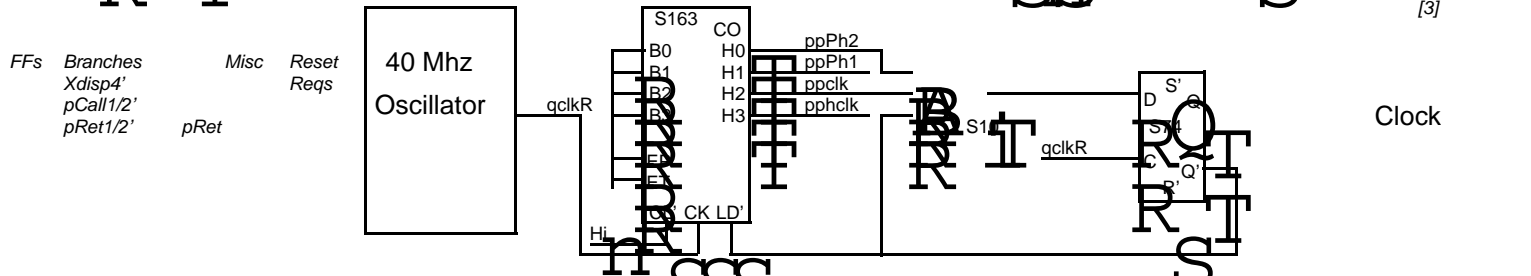 [3]
FFs Branches Misc Reset
Xdisp4' Reqs
pCall1/2'
pRet1/2' pRet
40 Mhz
Oscillator
qclkR
S163
CO
B0 H0 ppPh2
B1 H1 ppPh1
B2 H2 ppclk
H3 pphclk
CK LD'
Hi
qclkR
S'
D Q
S74
C Q'
R'
Clock